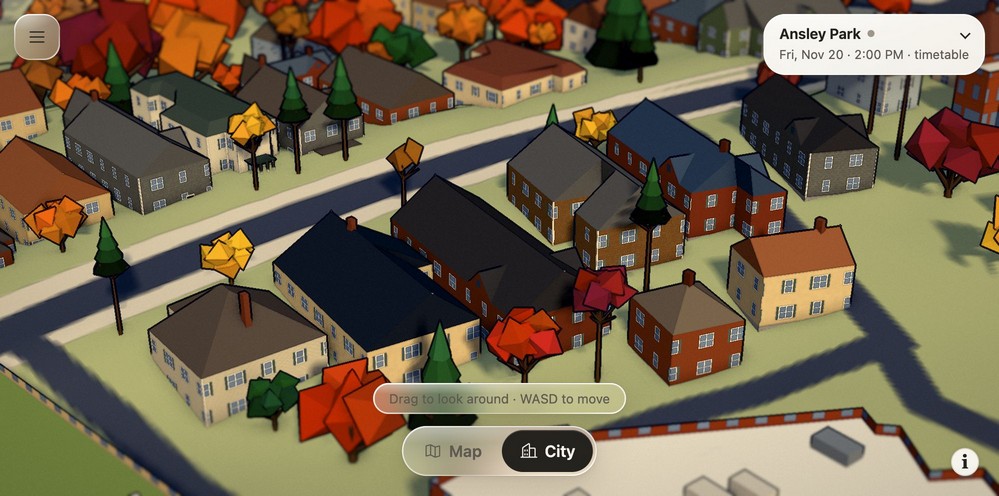 Ansley Park
Fri, Nov 20 · 2:00 PM · timetable
Drag to look around · WASD to move
Map
City
i